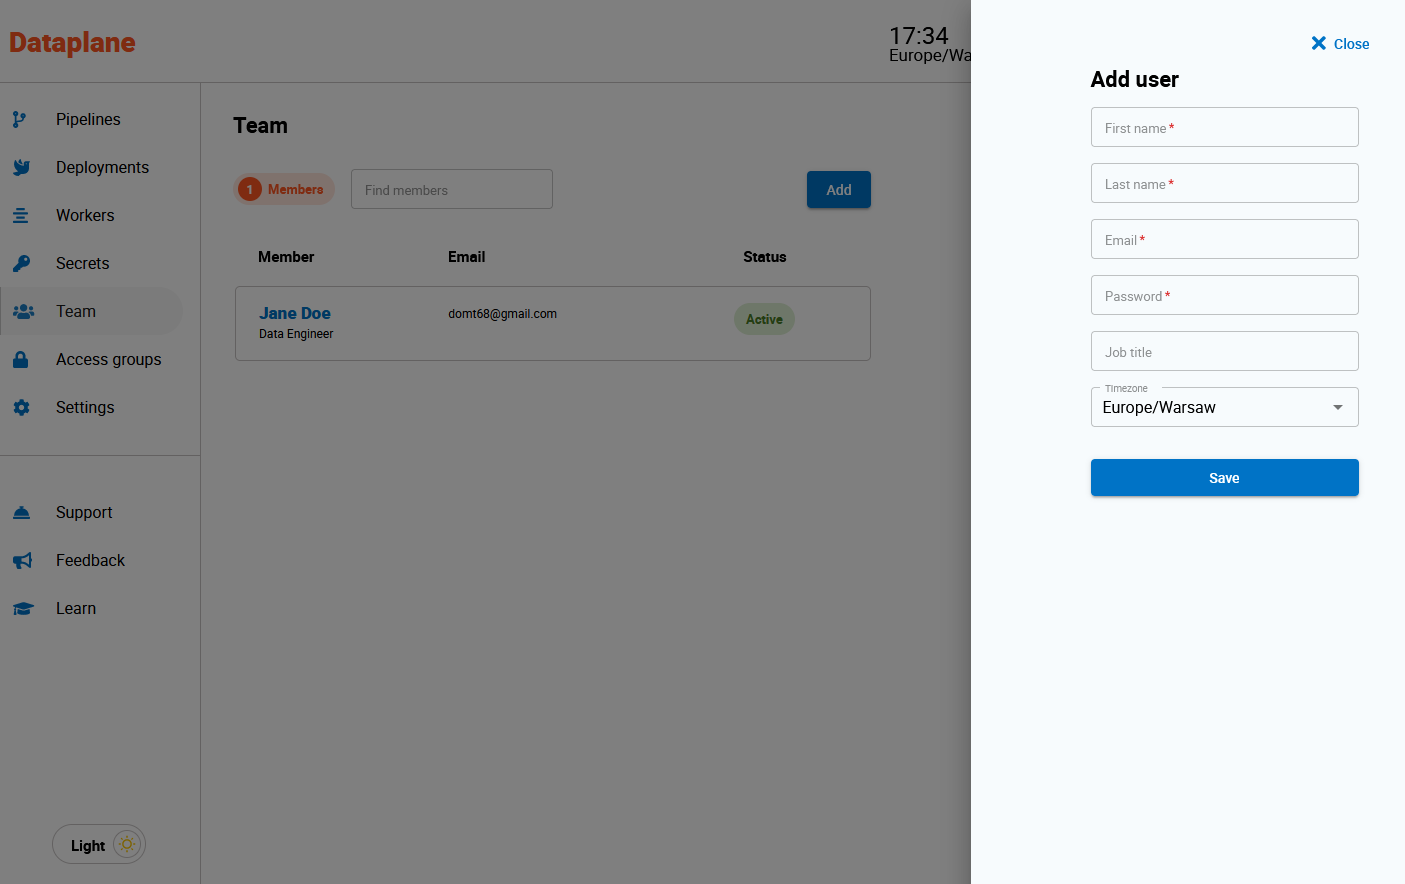 Dataplane
17:34
Europe/Wa
Pipelines
Deployments
Workers
Secrets
Team
Access groups
Settings
Support
Feedback
Learn
Light
Team
1 Members
Find members
Add
Member Email Status
Jane Doe domt68@gmail.com Active
Data Engineer
Close
Add user
First name *
Last name *
Email *
Password *
Job title
Timezone
Europe/Warsaw
Save